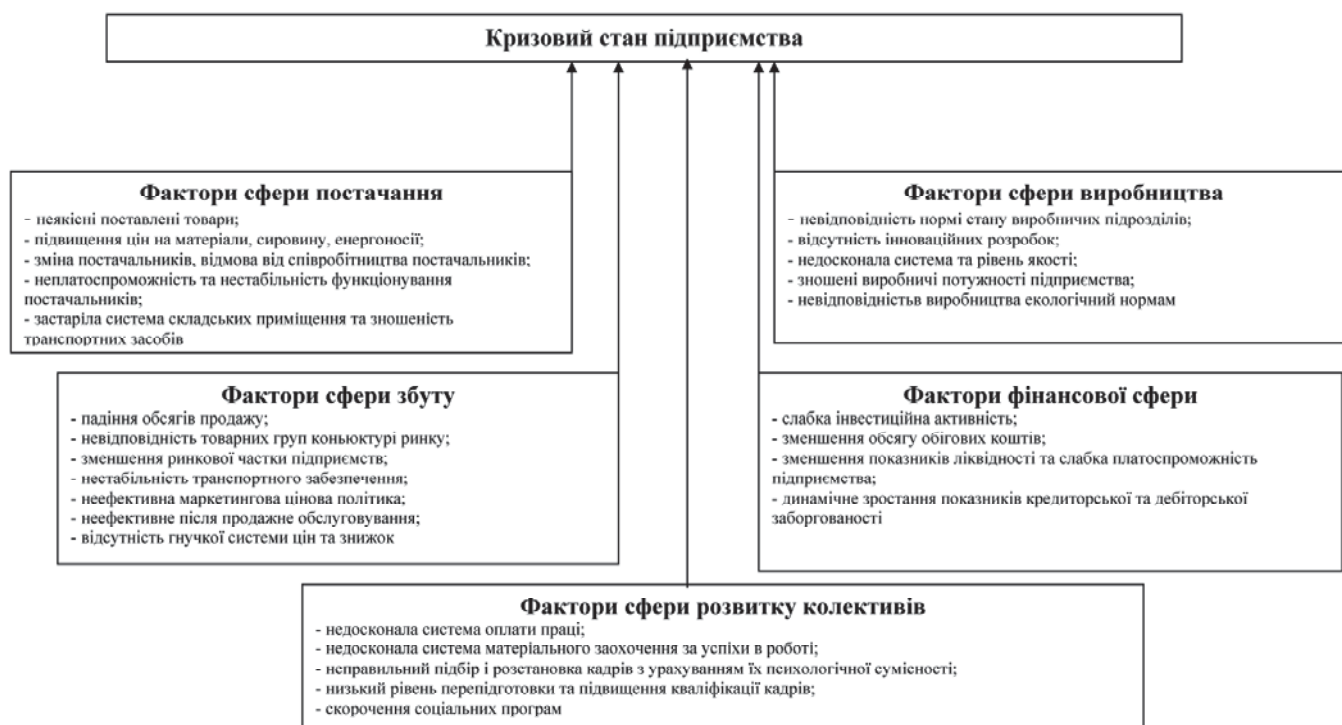 Кризовий стан підприємства
Фактори сфери постачання
- неякісні поставлені товари;
- підвищення цін на матеріали, сировину, енергоносії;
- зміна постачальників, відмова від співробітництва постачальників;
- неплатоспроможність та нестабільність функціонування
постачальників;
- застаріла система складських приміщення та зношеність
транспортних засобів
Фактори сфери виробництва
- невідповідність нормі стану виробничих підрозділів;
- відсутність інноваційних розробок;
- недосконала система та рівень якості;
- зношені виробничі потужності підприємства;
- невідповідністьв виробництва екологічний нормам
Фактори сфери збуту
- падіння обсягів продажу;
- невідповідність товарних груп коньюктурі ринку;
- зменшення ринкової частки підприємств;
- нестабільність транспортного забезпечення;
- неефективна маркетингова цінова політика;
- неефективне після продажне обслуговування;
- відсутність гнучкої системи цін та знижок
Фактори фінансової сфери
- слабка інвестиційна активність;
- зменшення обсягу обігових коштів;
- зменшення показників ліквідності та слабка платоспроможність
підприємства;
- динамічне зростання показників кредиторської та дебіторської
заборгованості
Фактори сфери розвитку колективів
- недосконала система оплати праці;
- недосконала система матеріального заохочення за успіхи в роботі;
- неправильний підбір і розстановка кадрів з урахуванням їх психологічної сумісності;
- низький рівень перепідготовки та підвищення кваліфікації кадрів;
- скорочення соціальних програм